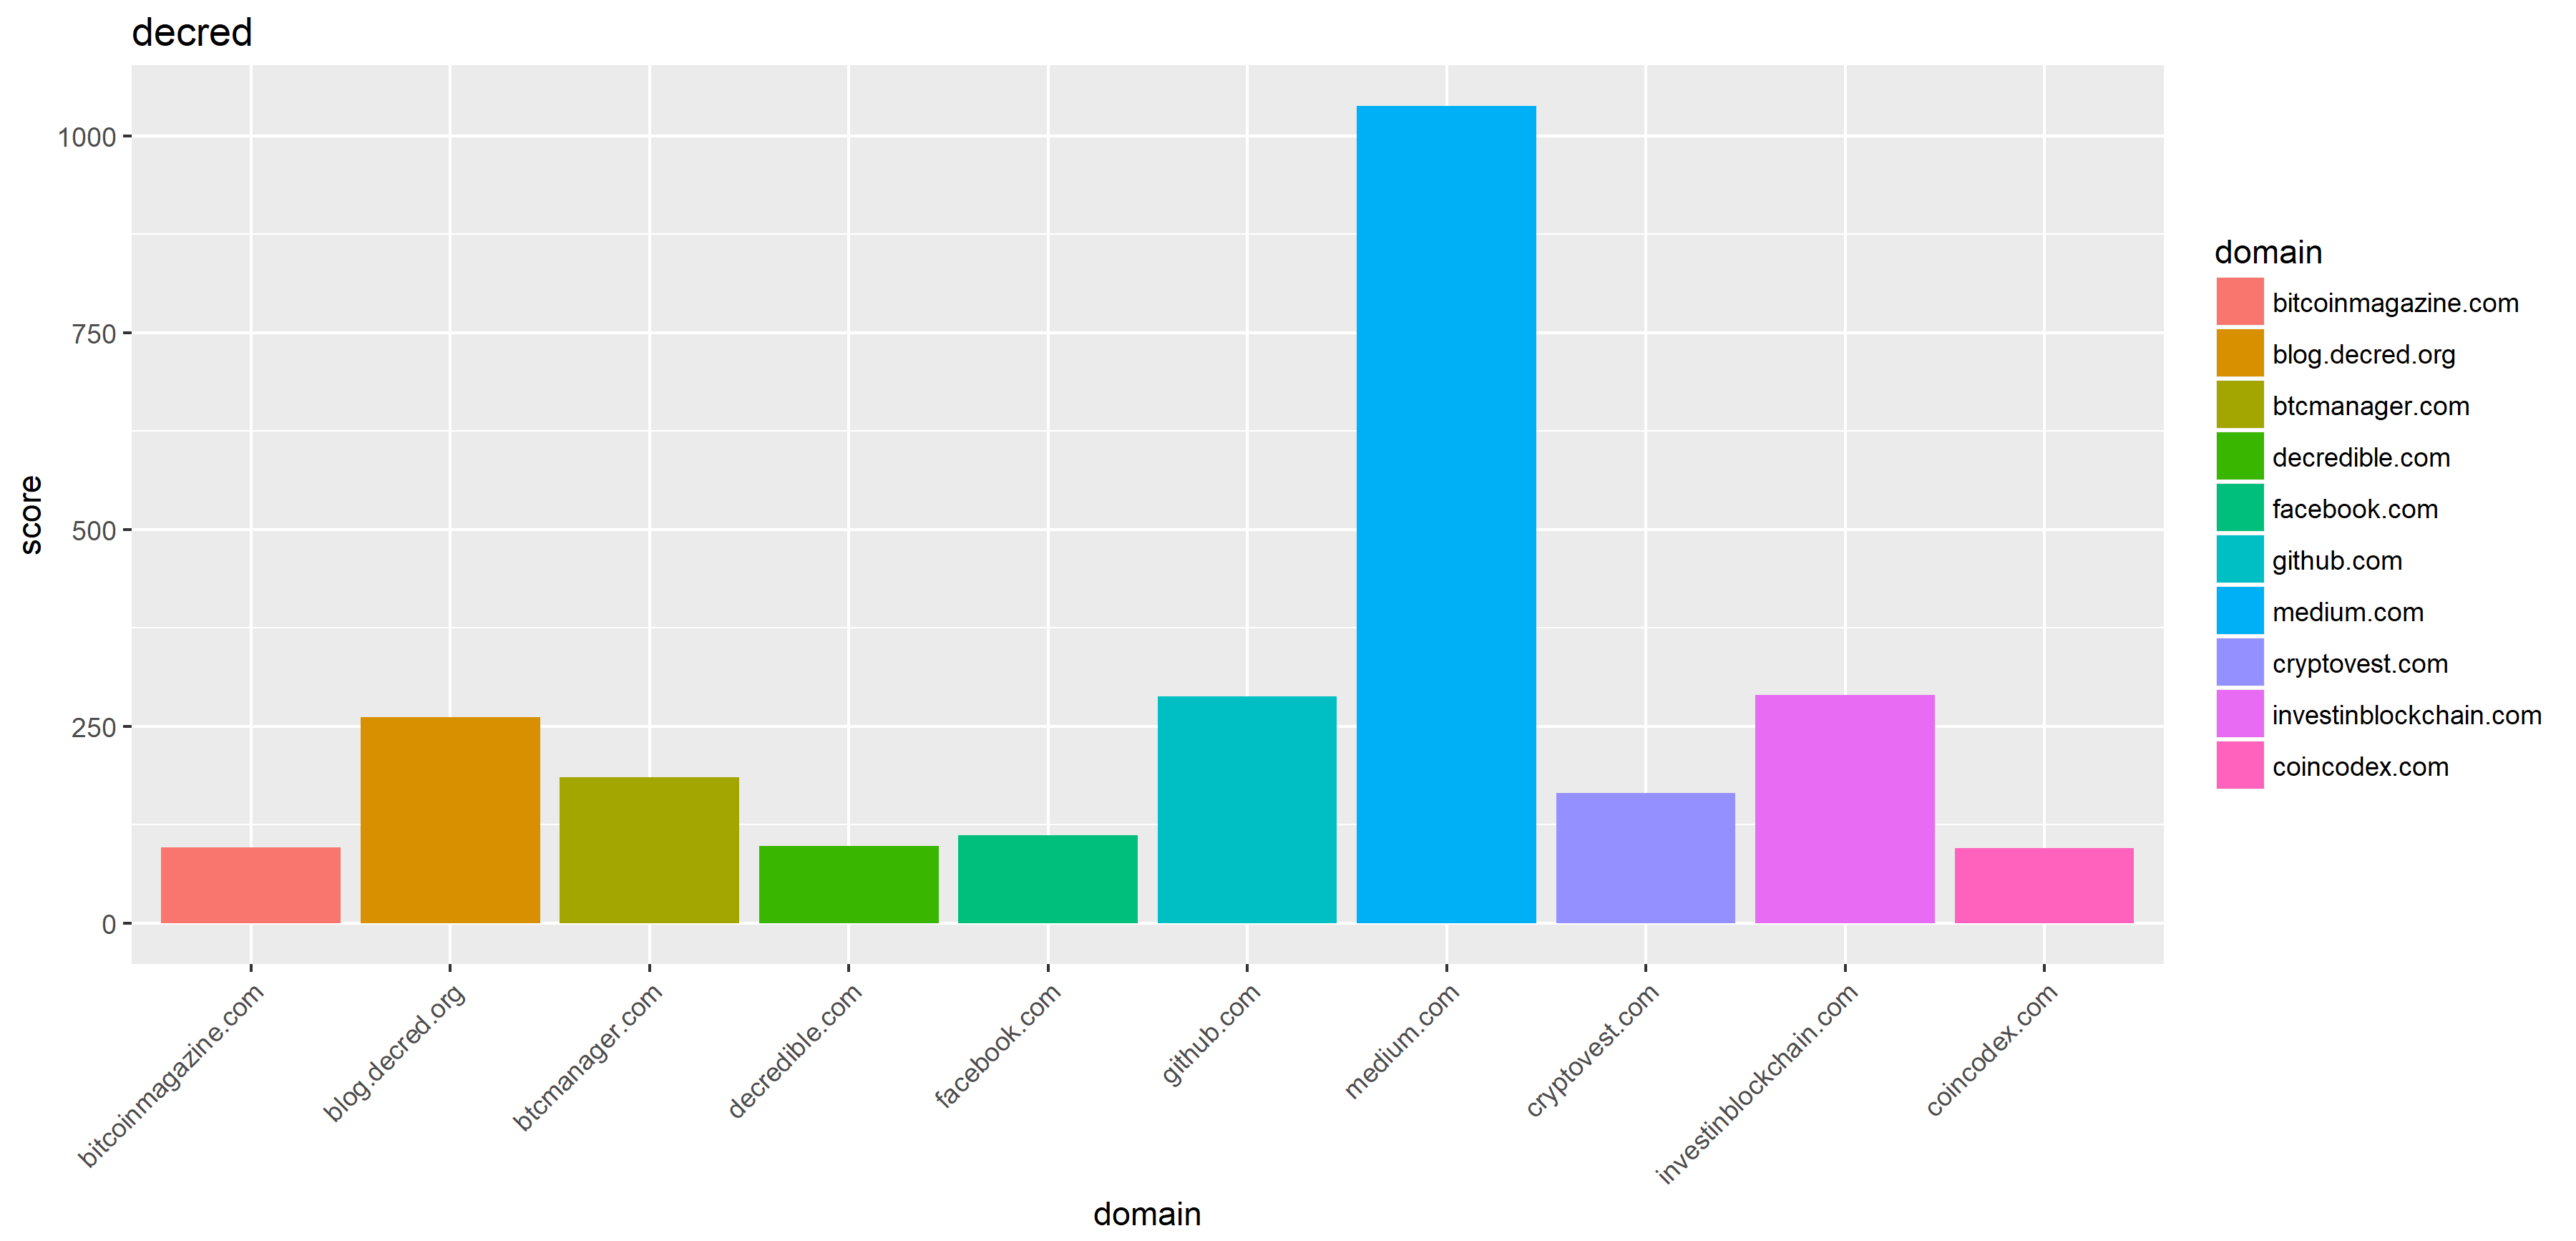 decred
score
1000
750
500
250
0
bitcoinmagazine.com
blog.decred.org
btcmanager.com
decredible.com
facebook.com
github.com
medium.com
cryptovest.com
investinblockchain.com
coincodex.com
domain
domain
bitcoinmagazine.com
blog.decred.org
btcmanager.com
decredible.com
facebook.com
github.com
medium.com
cryptovest.com
investinblockchain.com
coincodex.com